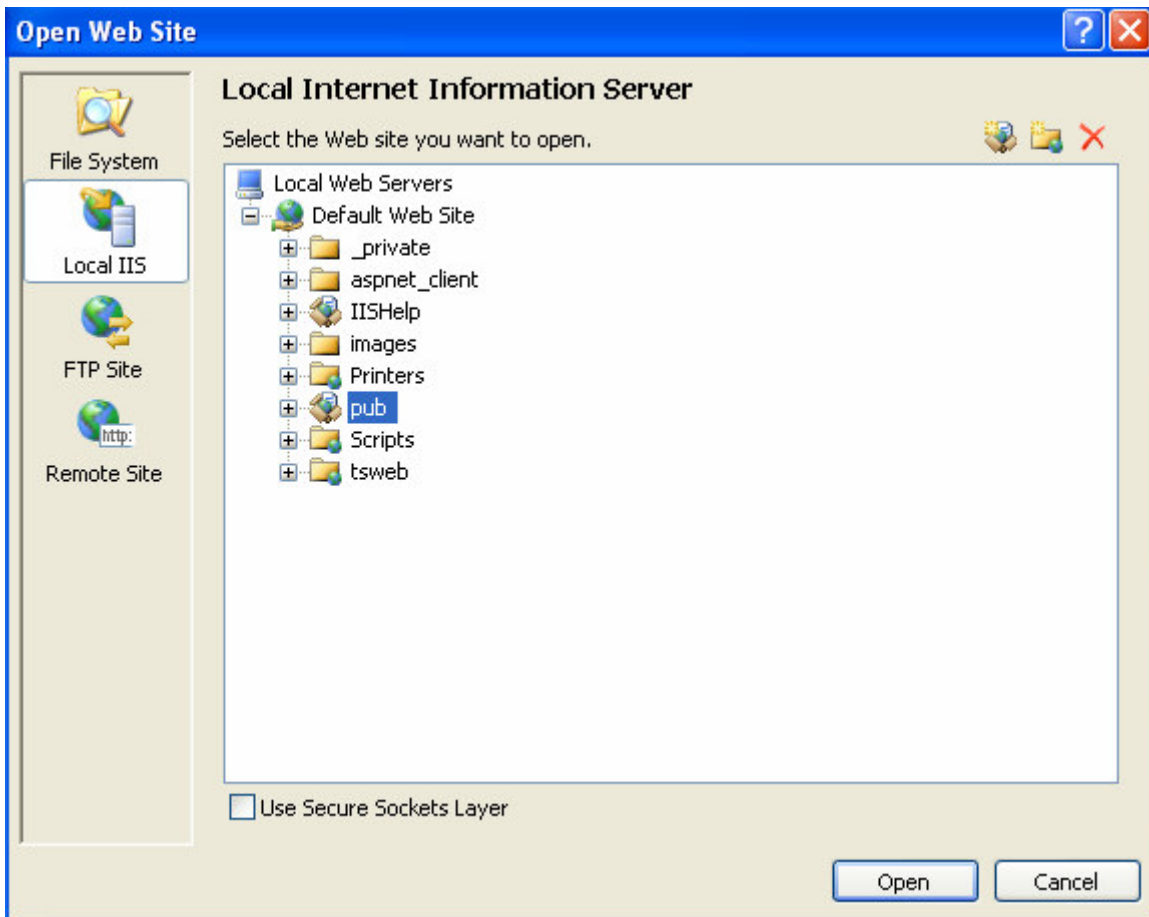 Open Web Site
Local Internet Information Server
Select the Web site you want to open.
File System
Local IIS
FTP Site
http:
Remote Site
Local Web Servers
Default Web Site
_private
aspnet_client
IISHelp
images
Printers
pub
Scripts
tsweb
Use Secure Sockets Layer
Open
Cancel